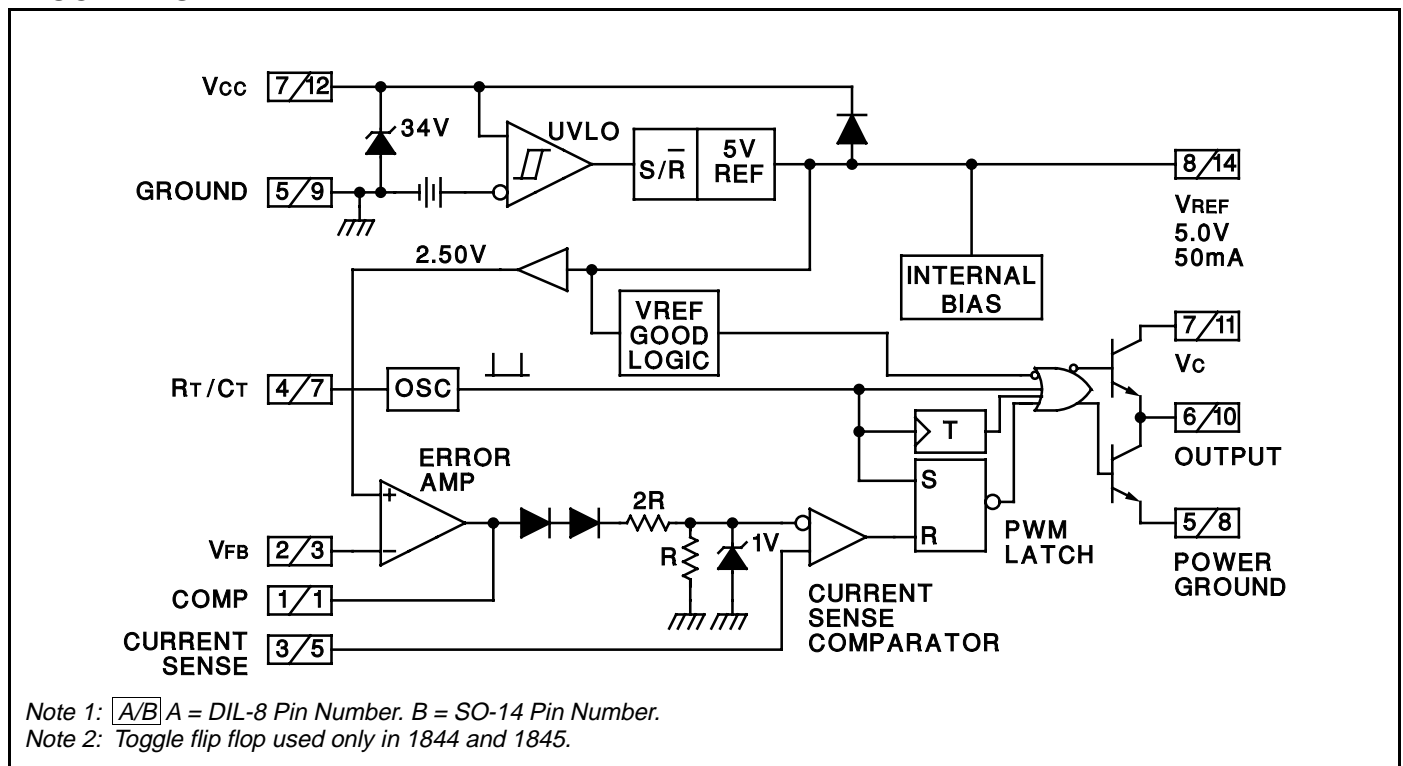 VCC 7/12
34V
UVLO
S/R̅
5V
REF
8/14
GROUND 5/9
VREF
5.0V
50mA
2.50V
INTERNAL
BIAS
VREF
GOOD
LOGIC
7/11
VC
RT/CT 4/7
OSC
T
6/10
OUTPUT
ERROR
AMP
+
−
S
R
PWM
LATCH
2R
R
1V
VFB 2/3
5/8
POWER
GROUND
COMP 1/1
CURRENT
SENSE
COMPARATOR
CURRENT
SENSE
3/5
Note 1: A/B A = DIL-8 Pin Number. B = SO-14 Pin Number.
Note 2: Toggle flip flop used only in 1844 and 1845.